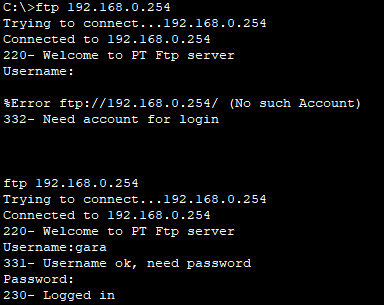 C:\>ftp 192.168.0.254
Trying to connect...192.168.0.254
Connected to 192.168.0.254
220- Welcome to PT Ftp server
Username:
%Error ftp://192.168.0.254/ (No such Account)
332- Need account for login
ftp 192.168.0.254
Trying to connect...192.168.0.254
Connected to 192.168.0.254
220- Welcome to PT Ftp server
Username:gara
331- Username ok, need password
Password:
230- Logged in